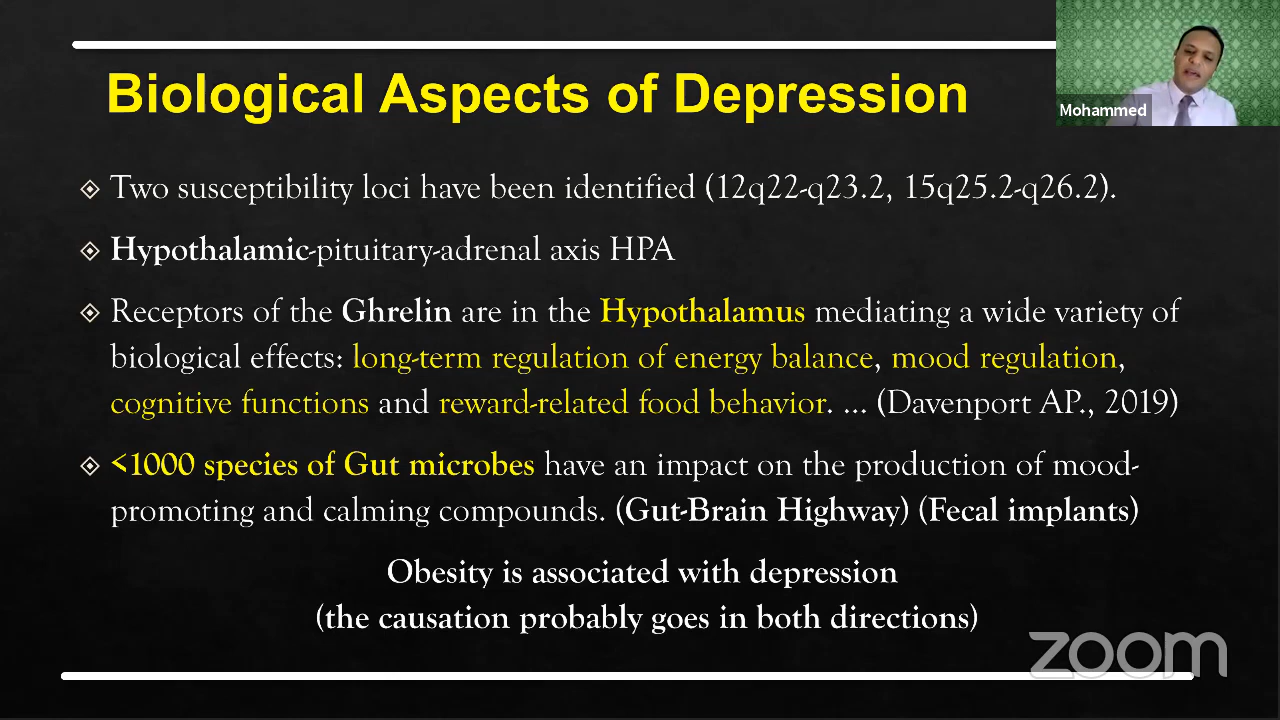 Biological Aspects of Depression
Mohammed
Two susceptibility loci have been identified (12q22-q23.2, 15q25.2-q26.2).
Hypothalamic-pituitary-adrenal axis HPA
Receptors of the Ghrelin are in the Hypothalamus mediating a wide variety of
biological effects: long-term regulation of energy balance, mood regulation,
cognitive functions and reward-related food behavior. ... (Davenport AP., 2019)
<1000 species of Gut microbes have an impact on the production of mood-
promoting and calming compounds. (Gut-Brain Highway) (Fecal implants)
Obesity is associated with depression
(the causation probably goes in both directions)
zoom